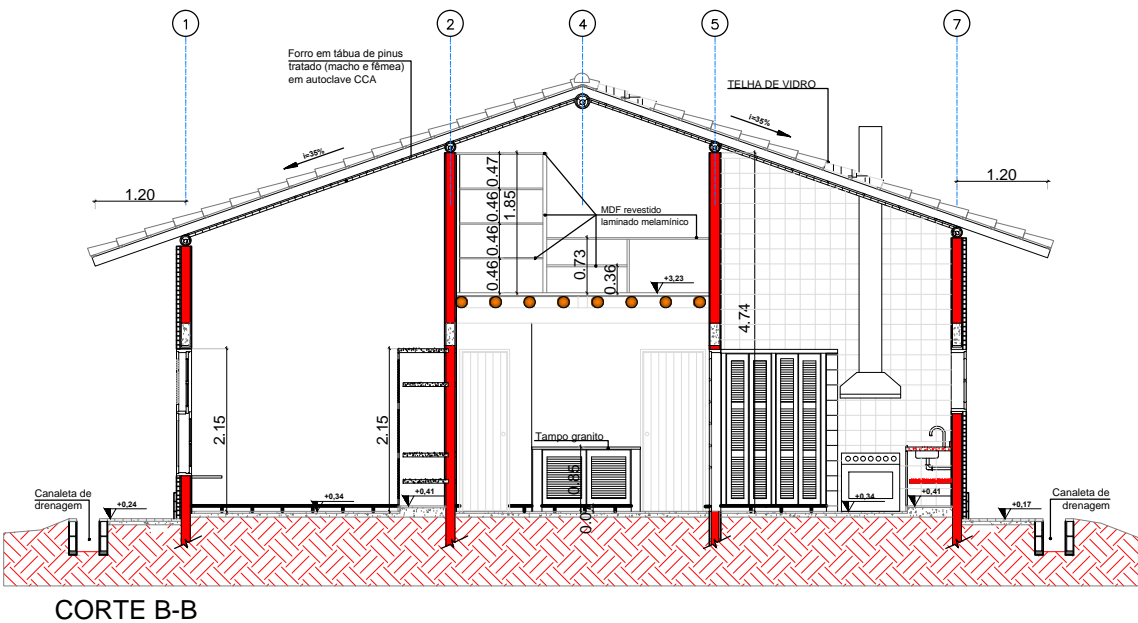 1
2
4
5
7
Forro em tábua de pinus
tratado (macho e fêmea)
em autoclave CCA
TELHA DE VIDRO
i=35%
i=35%
1.20
1.20
0.47
0.46
0.46
0.46
1.85
MDF revestido
laminado melamínico
0.73
0.36
+3,23
4.74
2.15
2.15
Tampo granito
0.85
Canaleta de
drenagem
+0,24
+0,34
+0,41
+0,34
+0,41
+0,17
Canaleta de
drenagem
CORTE B-B